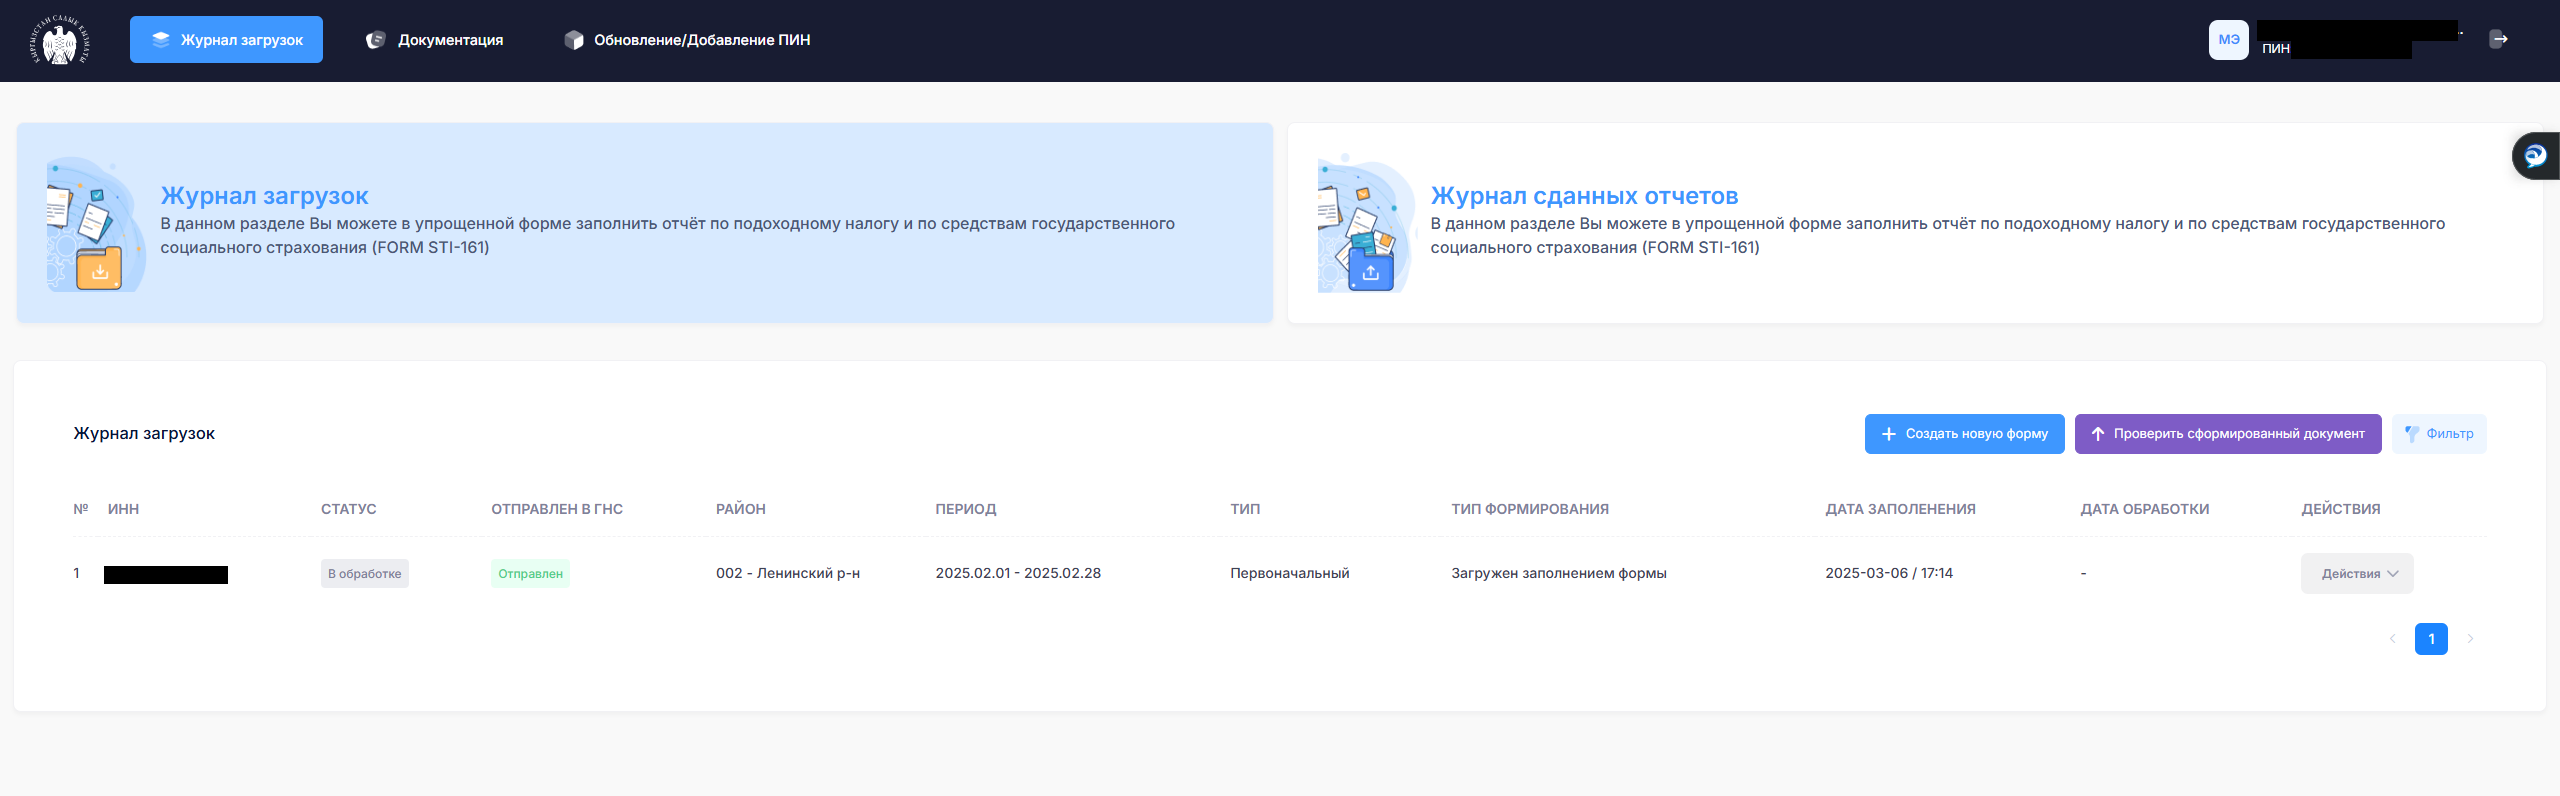 КЫРГЫЗСТАН САЛЫК КЫЗМАТЫ
Журнал загрузок
Документация
Обновление/Добавление ПИН
МЭ
..
ПИН
Журнал загрузок
В данном разделе Вы можете в упрощенной форме заполнить отчёт по подоходному налогу и по средствам государственного
социального страхования (FORM STI-161)
Журнал сданных отчетов
В данном разделе Вы можете в упрощенной форме заполнить отчёт по подоходному налогу и по средствам государственного
социального страхования (FORM STI-161)
Журнал загрузок
Создать новую форму
Проверить сформированный документ
Фильтр
№ ИНН СТАТУС ОТПРАВЛЕН В ГНС РАЙОН ПЕРИОД ТИП ТИП ФОРМИРОВАНИЯ ДАТА ЗАПОЛЕНЕНИЯ ДАТА ОБРАБОТКИ ДЕЙСТВИЯ
1 В обработке Отправлен 002 - Ленинский р-н 2025.02.01 - 2025.02.28 Первоначальный Загружен заполнением формы 2025-03-06 / 17:14 - Действия
1